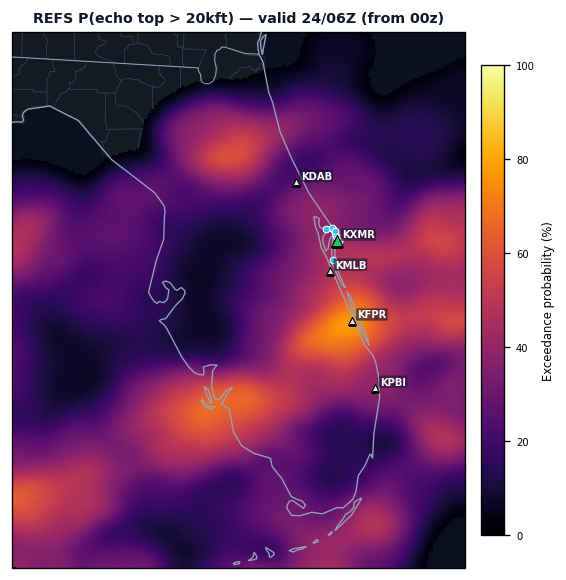 REFS P(echo top > 20kft) — valid 24/06Z (from 00z)
KDAB
KXMR
KMLB
KFPR
KPBI
100
80
60
40
20
0
Exceedance probability (%)